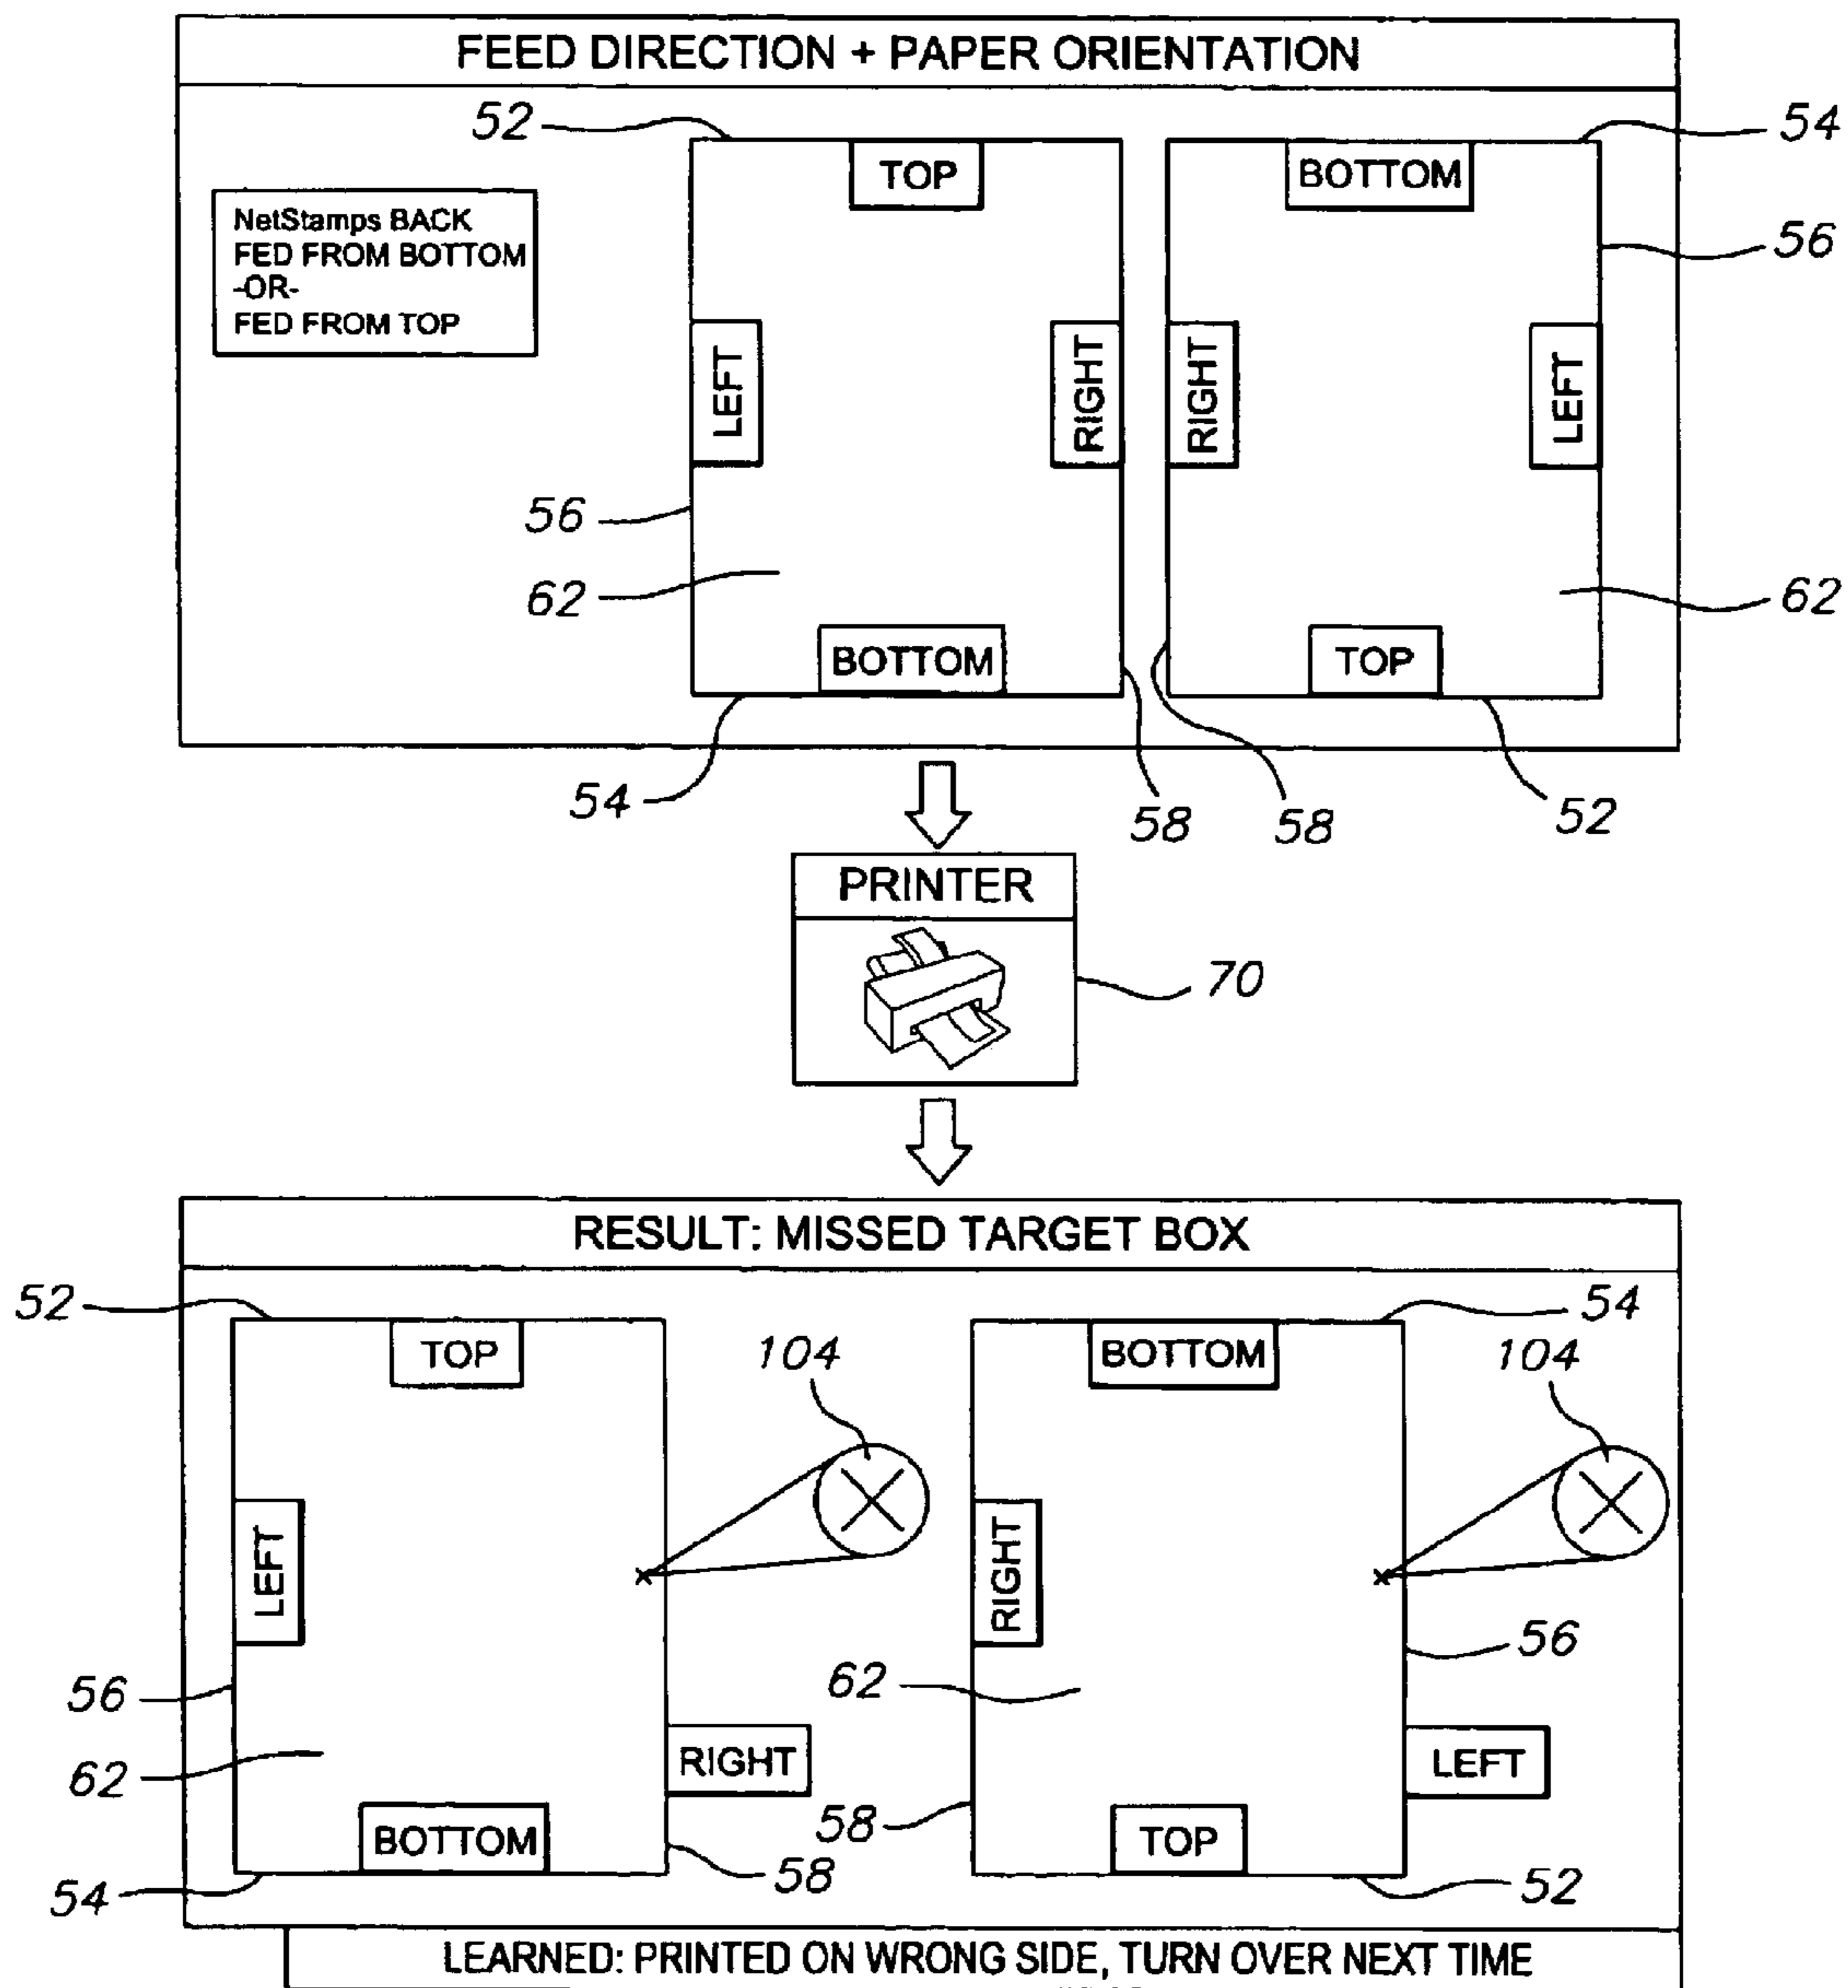 FEED DIRECTION + PAPER ORIENTATION
52
54
TOP
BOTTOM
NetStamps BACK
FED FROM BOTTOM
-OR-
FED FROM TOP
56
LEFT
RIGHT
RIGHT
LEFT
56
62
62
BOTTOM
TOP
54
58
58
52
PRINTER
70
RESULT: MISSED TARGET BOX
52
54
TOP
104
BOTTOM
104
LEFT
RIGHT
56
56
62
62
RIGHT
LEFT
58
BOTTOM
TOP
54
58
52
LEARNED: PRINTED ON WRONG SIDE, TURN OVER NEXT TIME